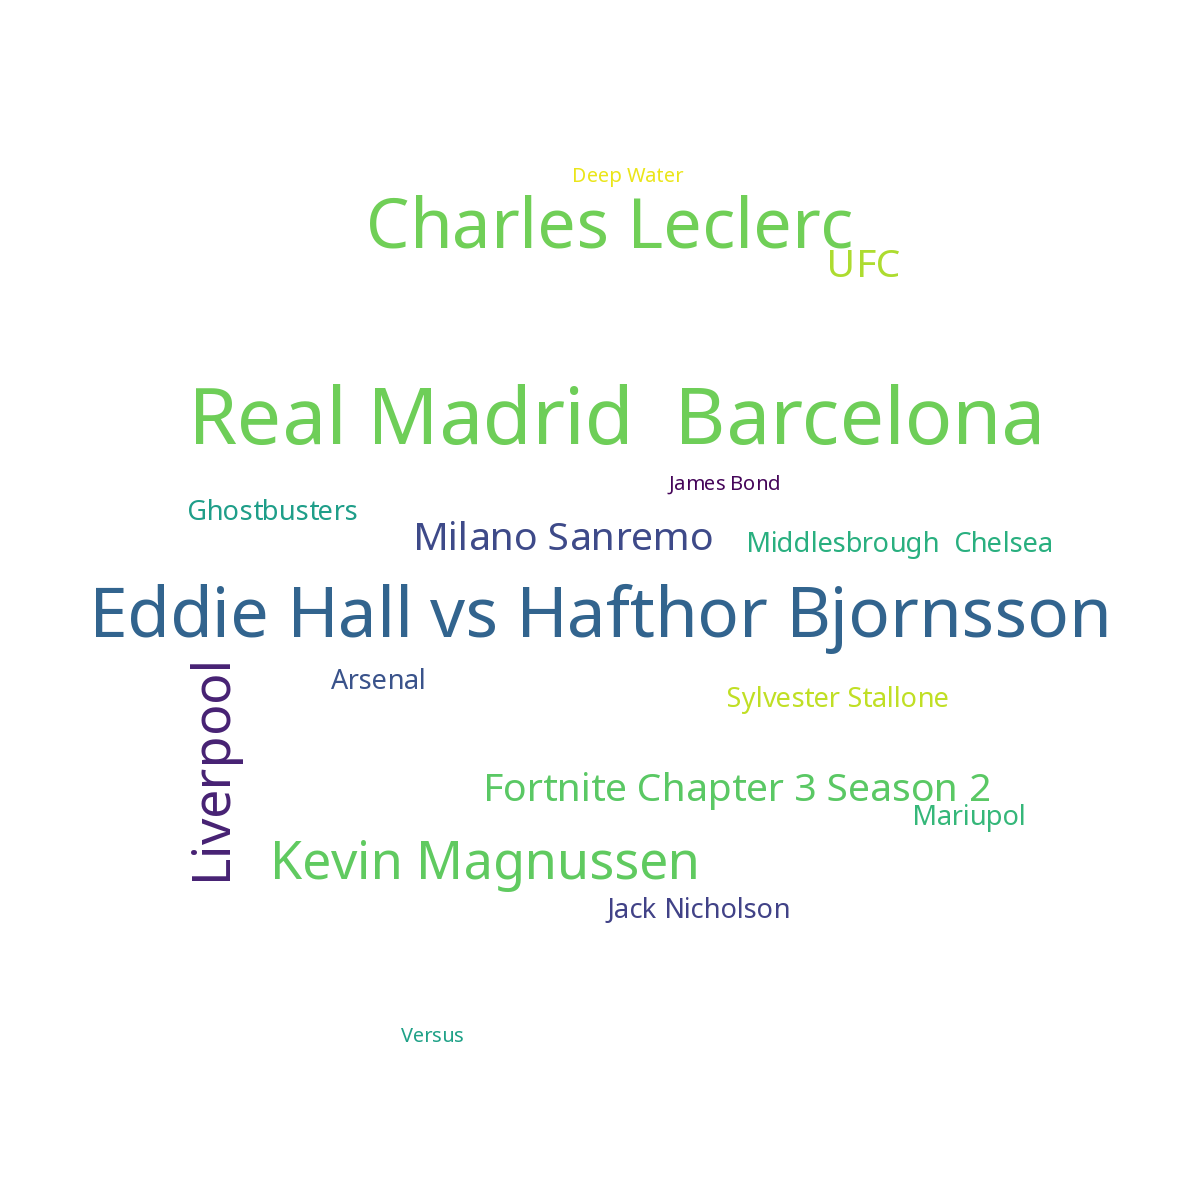 Deep Water
Charles Leclerc
UFC
Real Madrid  Barcelona
James Bond
Ghostbusters
Milano Sanremo
Middlesbrough  Chelsea
Eddie Hall vs Hafthor Bjornsson
Liverpool
Arsenal
Sylvester Stallone
Fortnite Chapter 3 Season 2
Mariupol
Kevin Magnussen
Jack Nicholson
Versus